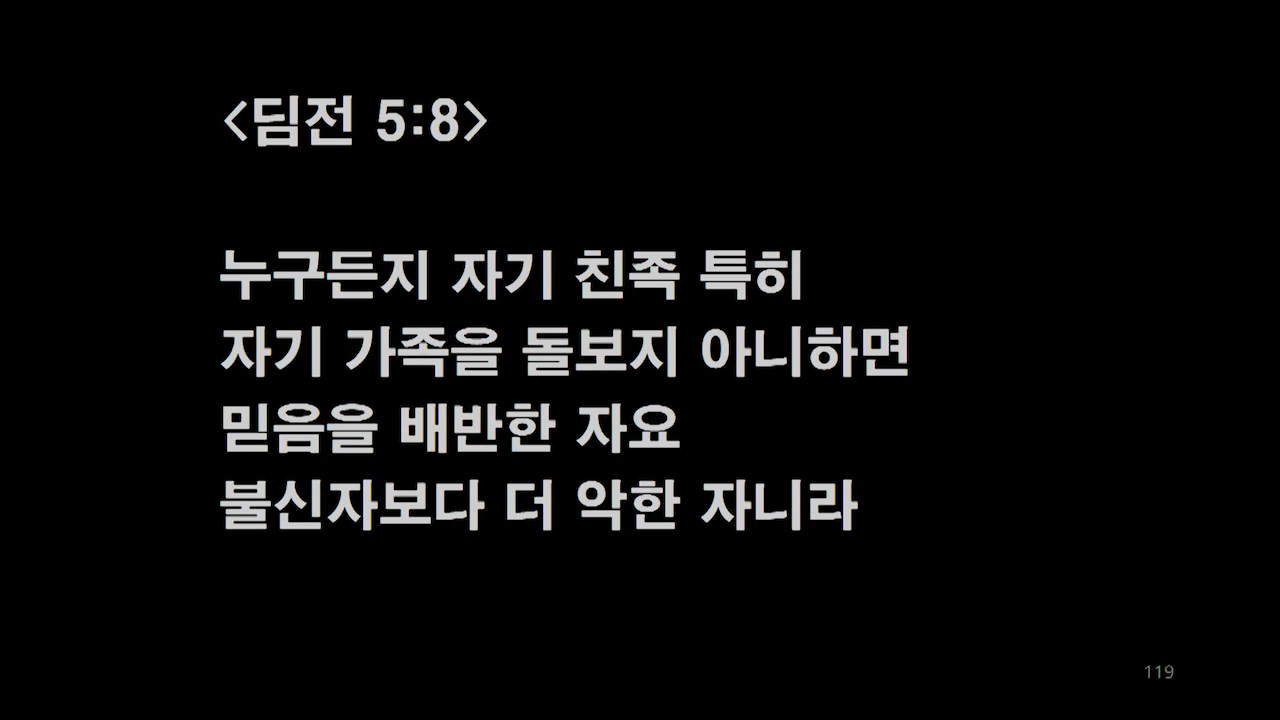 <딤전 5:8>
누구든지 자기 친족 특히
자기 가족을 돌보지 아니하면
믿음을 배반한 자요
불신자보다 더 악한 자니라
119